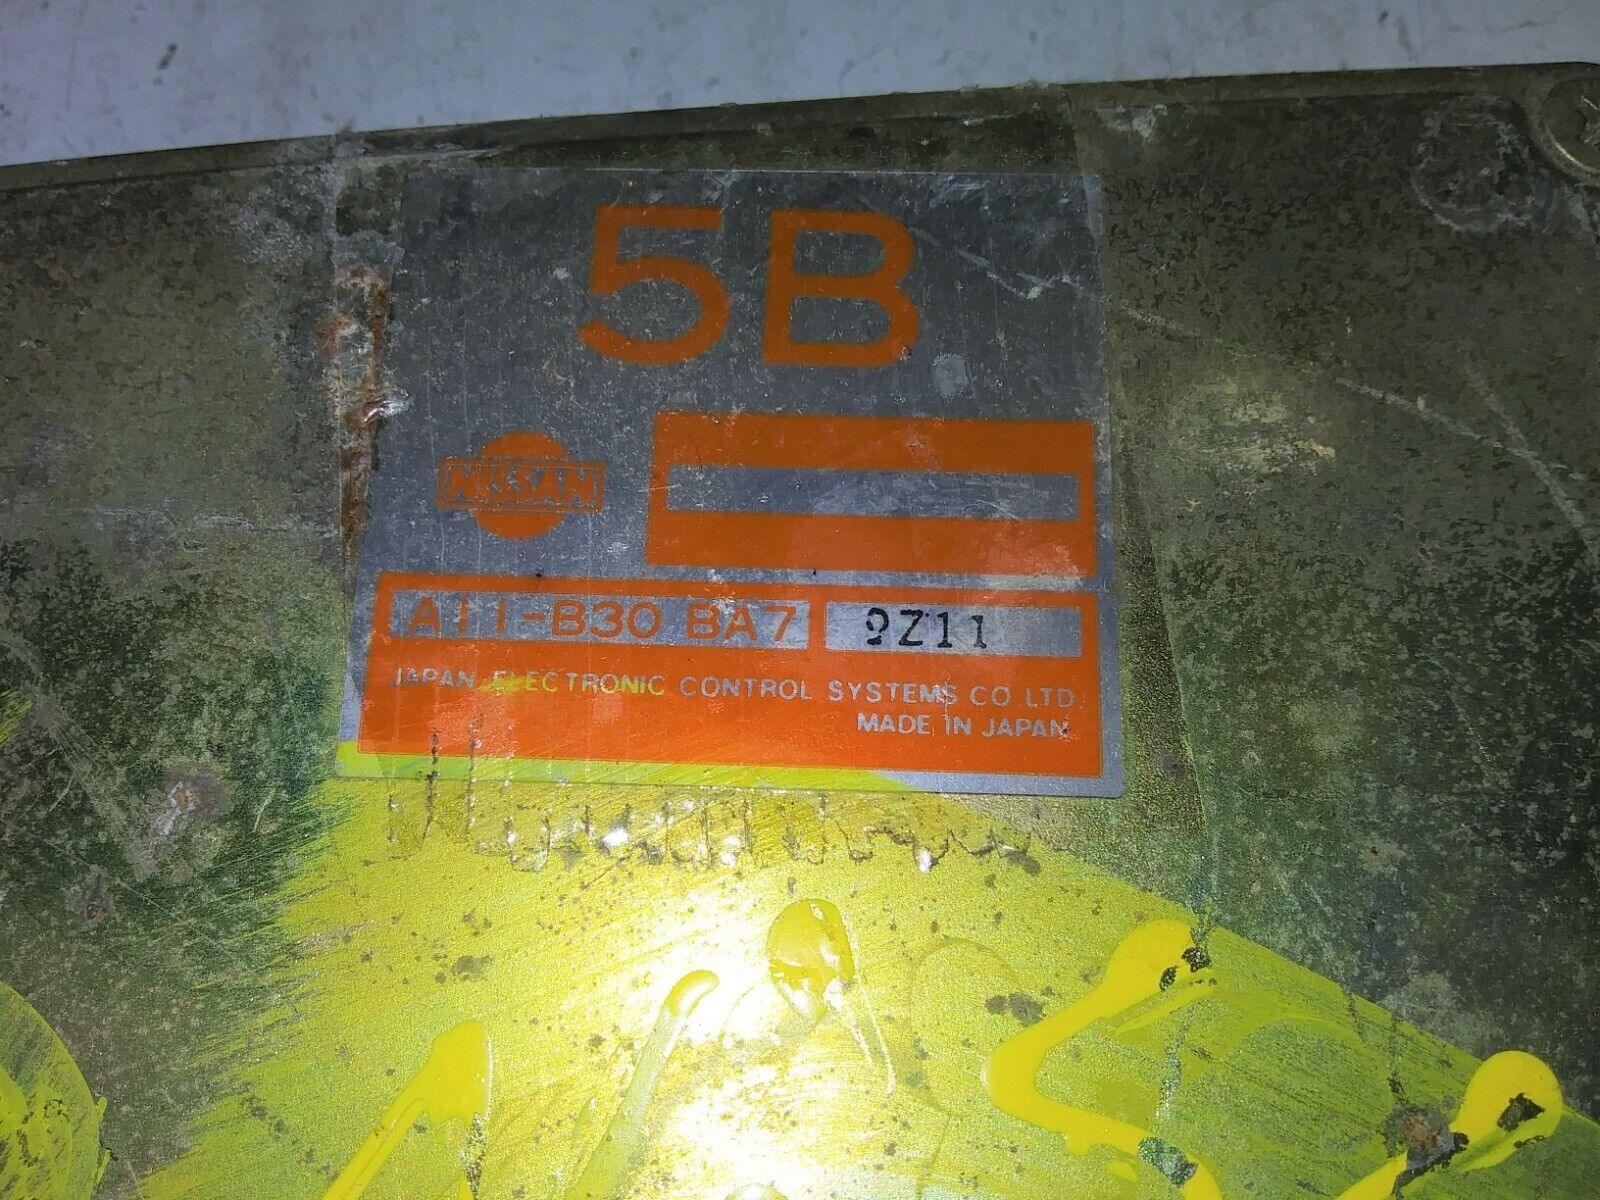 5B
NISSAN
A11-B30 BA7 9Z11
JAPAN ELECTRONIC CONTROL SYSTEMS CO LTD
MADE IN JAPAN